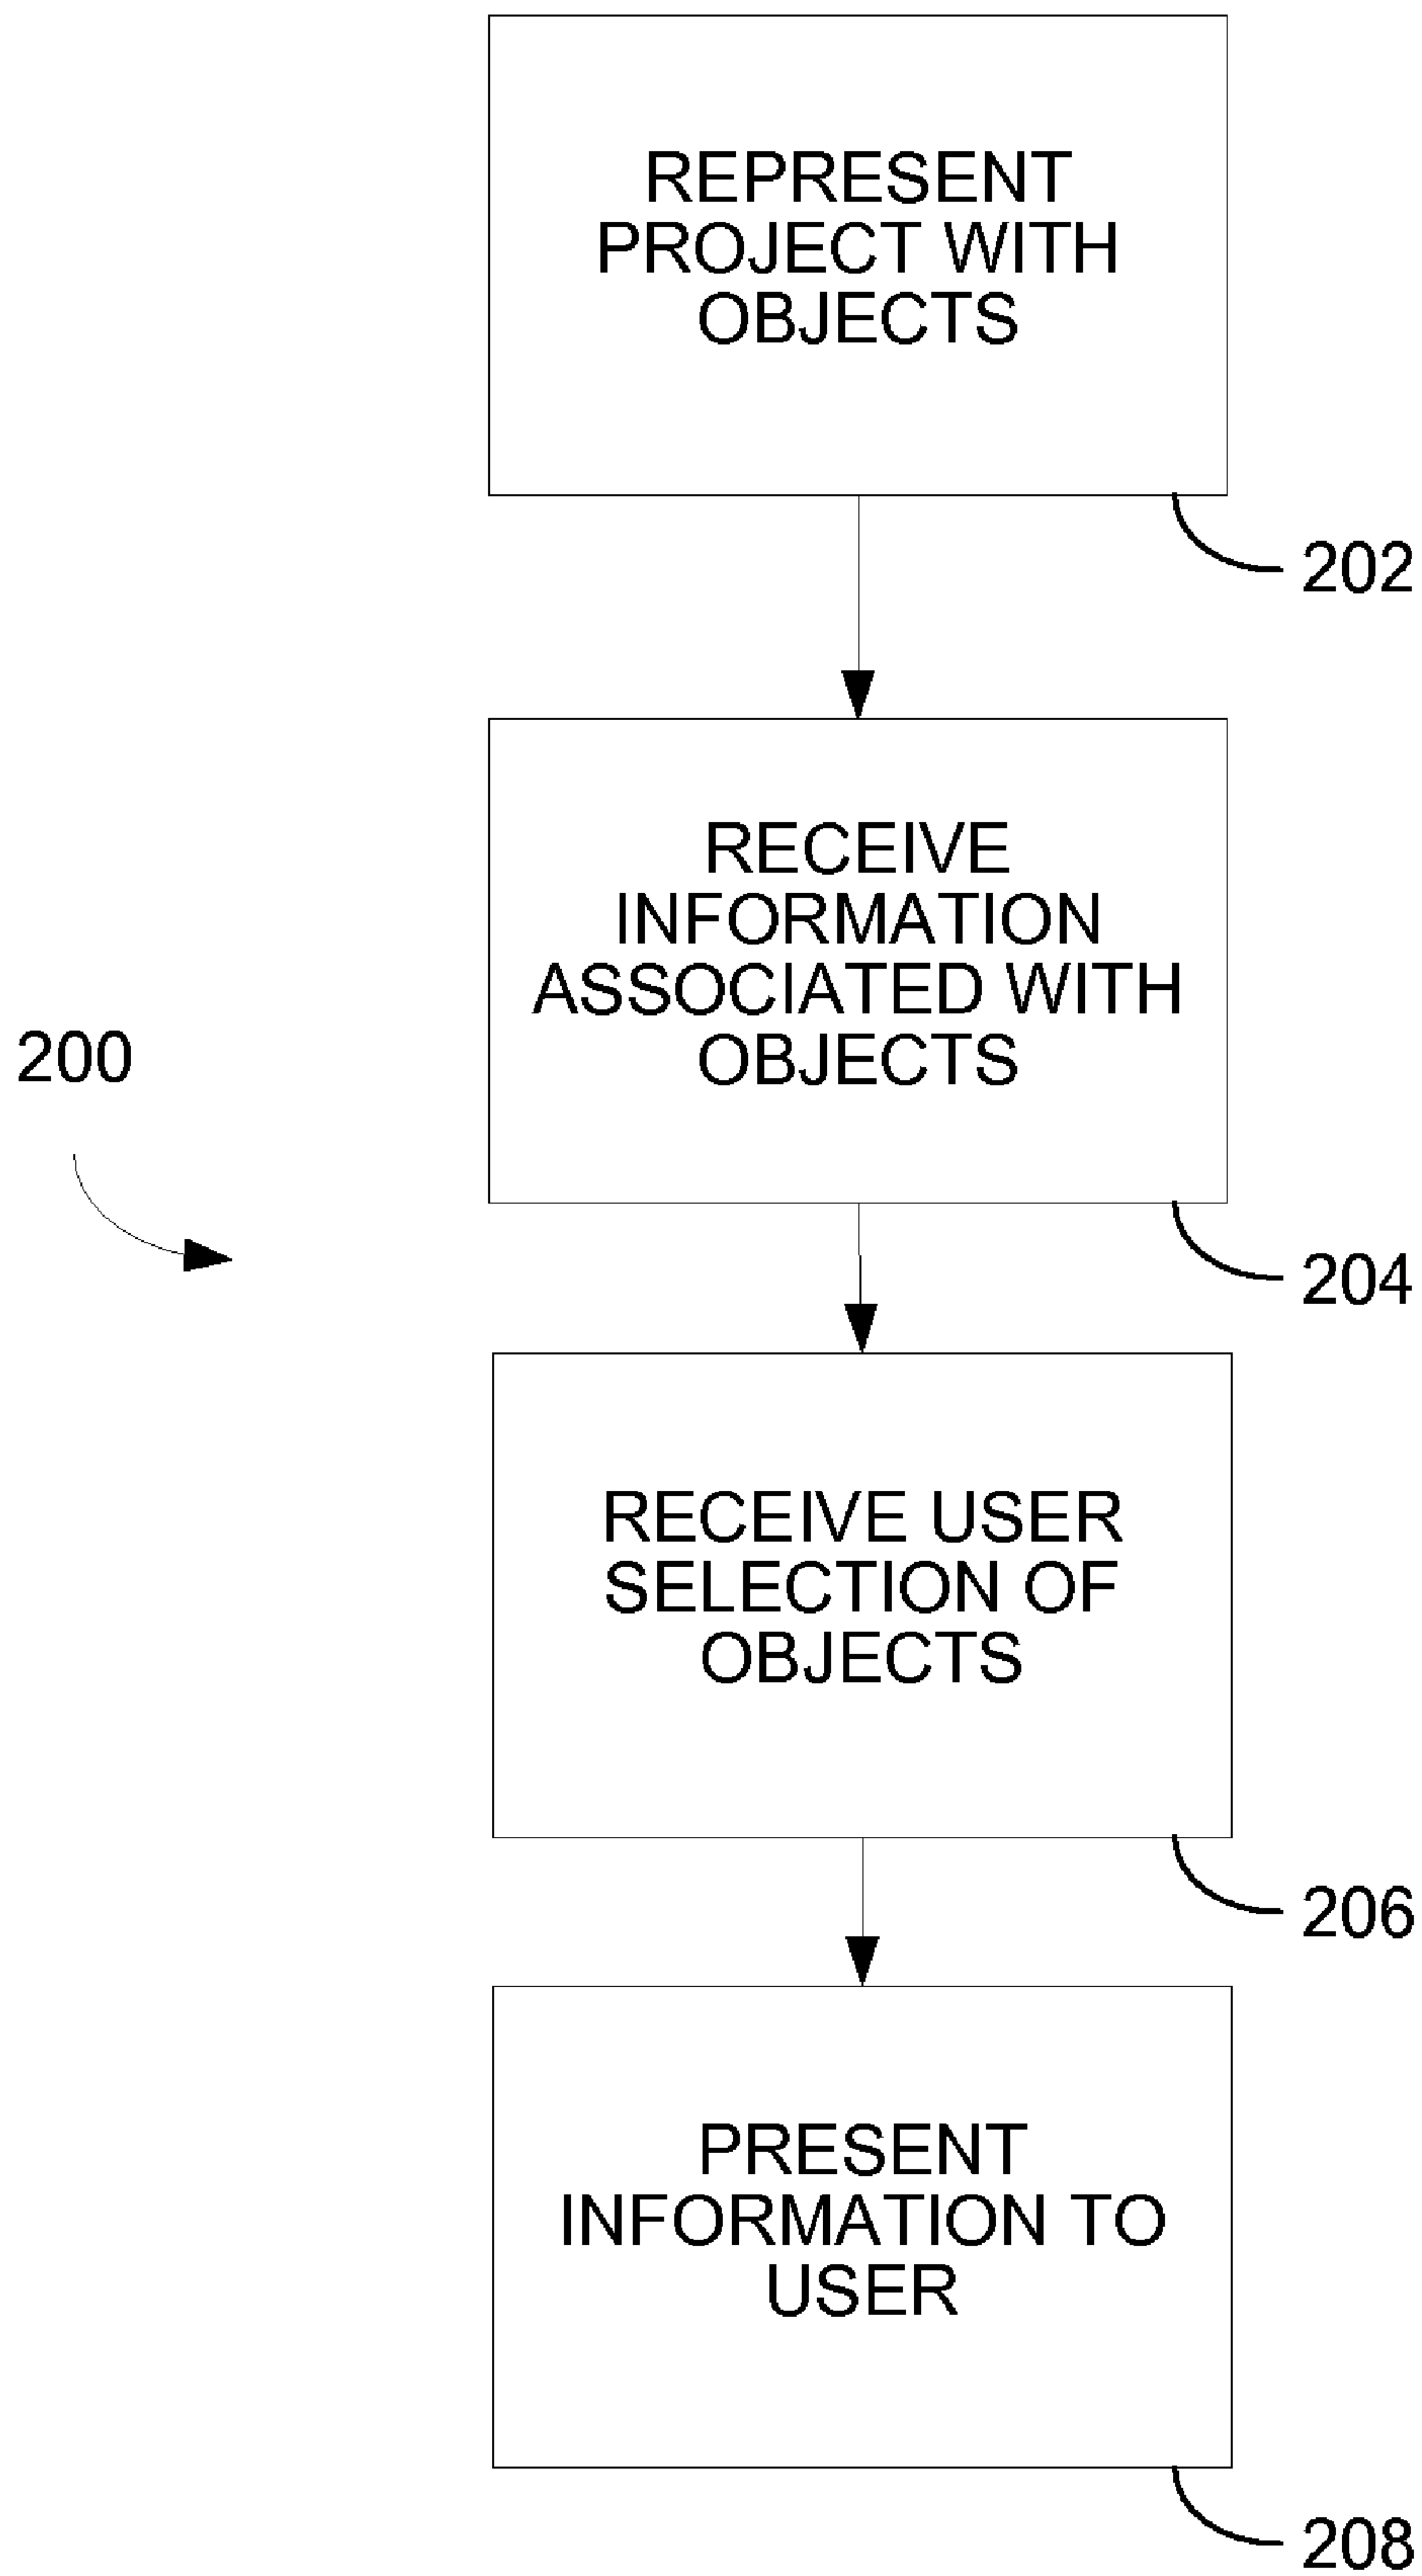 REPRESENT
PROJECT WITH
OBJECTS
202
RECEIVE
INFORMATION
ASSOCIATED WITH
OBJECTS
200
204
RECEIVE USER
SELECTION OF
OBJECTS
206
PRESENT
INFORMATION TO
USER
208